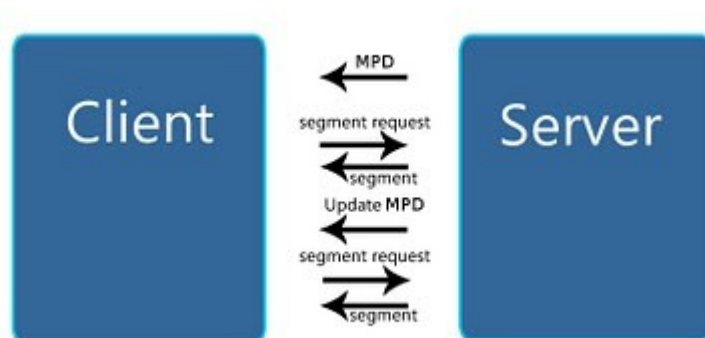 MPD
Client
Server
segment request
segment
Update MPD
segment request
segment